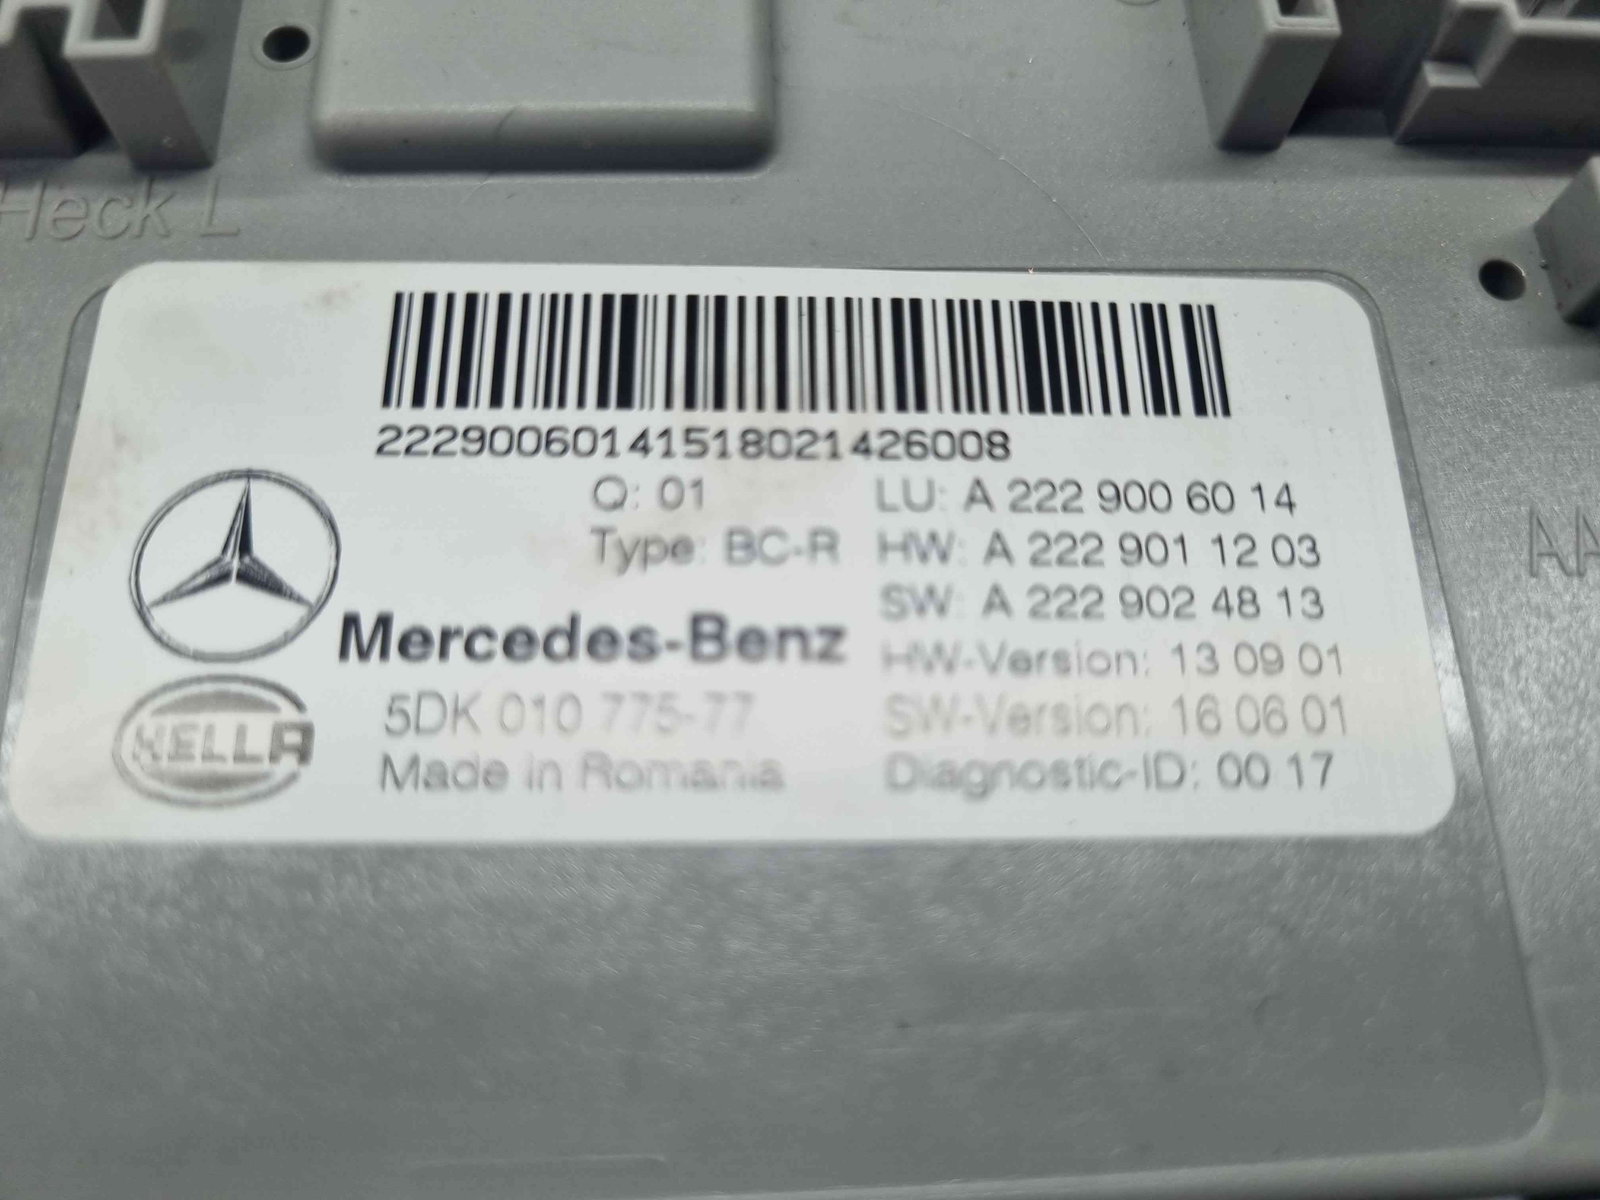 Heck L
2229006014151802142​6008
Q: 01
LU: A 222 900 60 14
Type: BC-R
HW: A 222 901 12 03
SW: A 222 902 48 13
Mercedes-Benz
HW-Version: 13 09 01
HELLA
5DK 010 775-77
SW-Version: 16 06 01
Made in Romania
Diagnostic-ID: 00 17